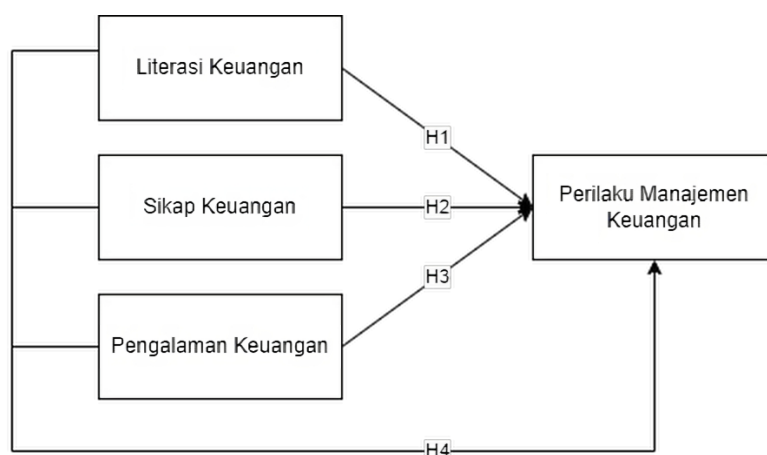 Literasi Keuangan
H1
Sikap Keuangan
H2
Perilaku Manajemen
Keuangan
H3
Pengalaman Keuangan
H4